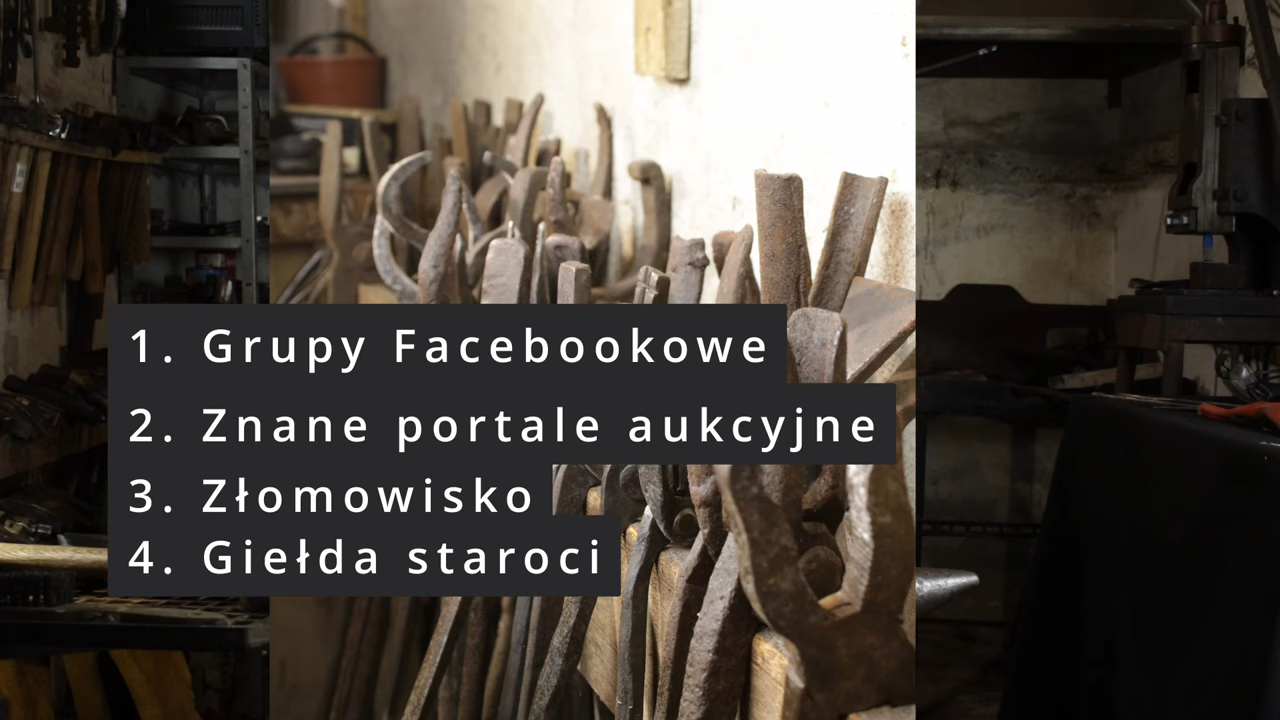 1. Grupy Facebookowe
2. Znane portale aukcyjne
3. Złomowisko
4. Giełda staroci